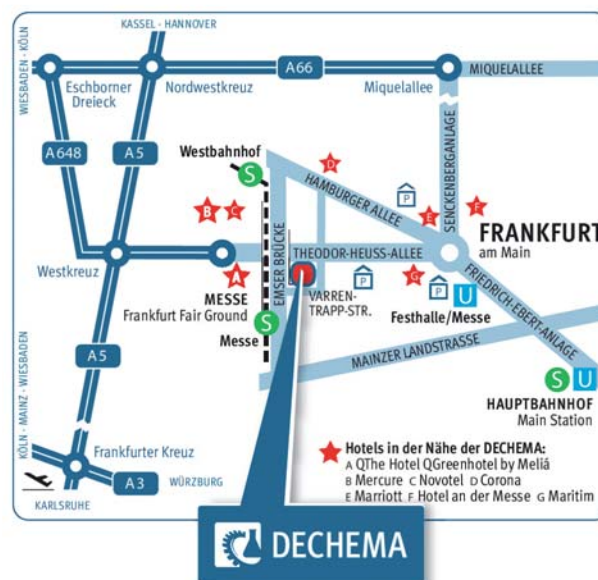 KASSEL - HANNOVER
WIESBADEN - KÖLN
A66
MIQUELALLEE
Eschborner
Dreieck
Nordwestkreuz
Miquelallee
A 648
A5
Westbahnhof
S
D
P
HAMBURGER ALLEE
SENCKENBERGANLAGE
B
C
E
F
FRANKFURT
am Main
EMSER BRÜCKE
THEODOR-HEUSS-ALLEE
Westkreuz
A
P
G
P
U
MESSE
Frankfurt Fair Ground
VARREN-
TRAPP-STR.
Festhalle/Messe
FRIEDRICH-EBERT-ANLAGE
S
Messe
A5
MAINZER LANDSTRASSE
S U
HAUPTBAHNHOF
Main Station
KÖLN - MAINZ - WIESBADEN
Frankfurter Kreuz
A3
WÜRZBURG
KARLSRUHE
Hotels in der Nähe der DECHEMA:
A QThe Hotel QGreenhotel by Meliá
B Mercure C Novotel D Corona
E Marriott F Hotel an der Messe G Maritim
DECHEMA